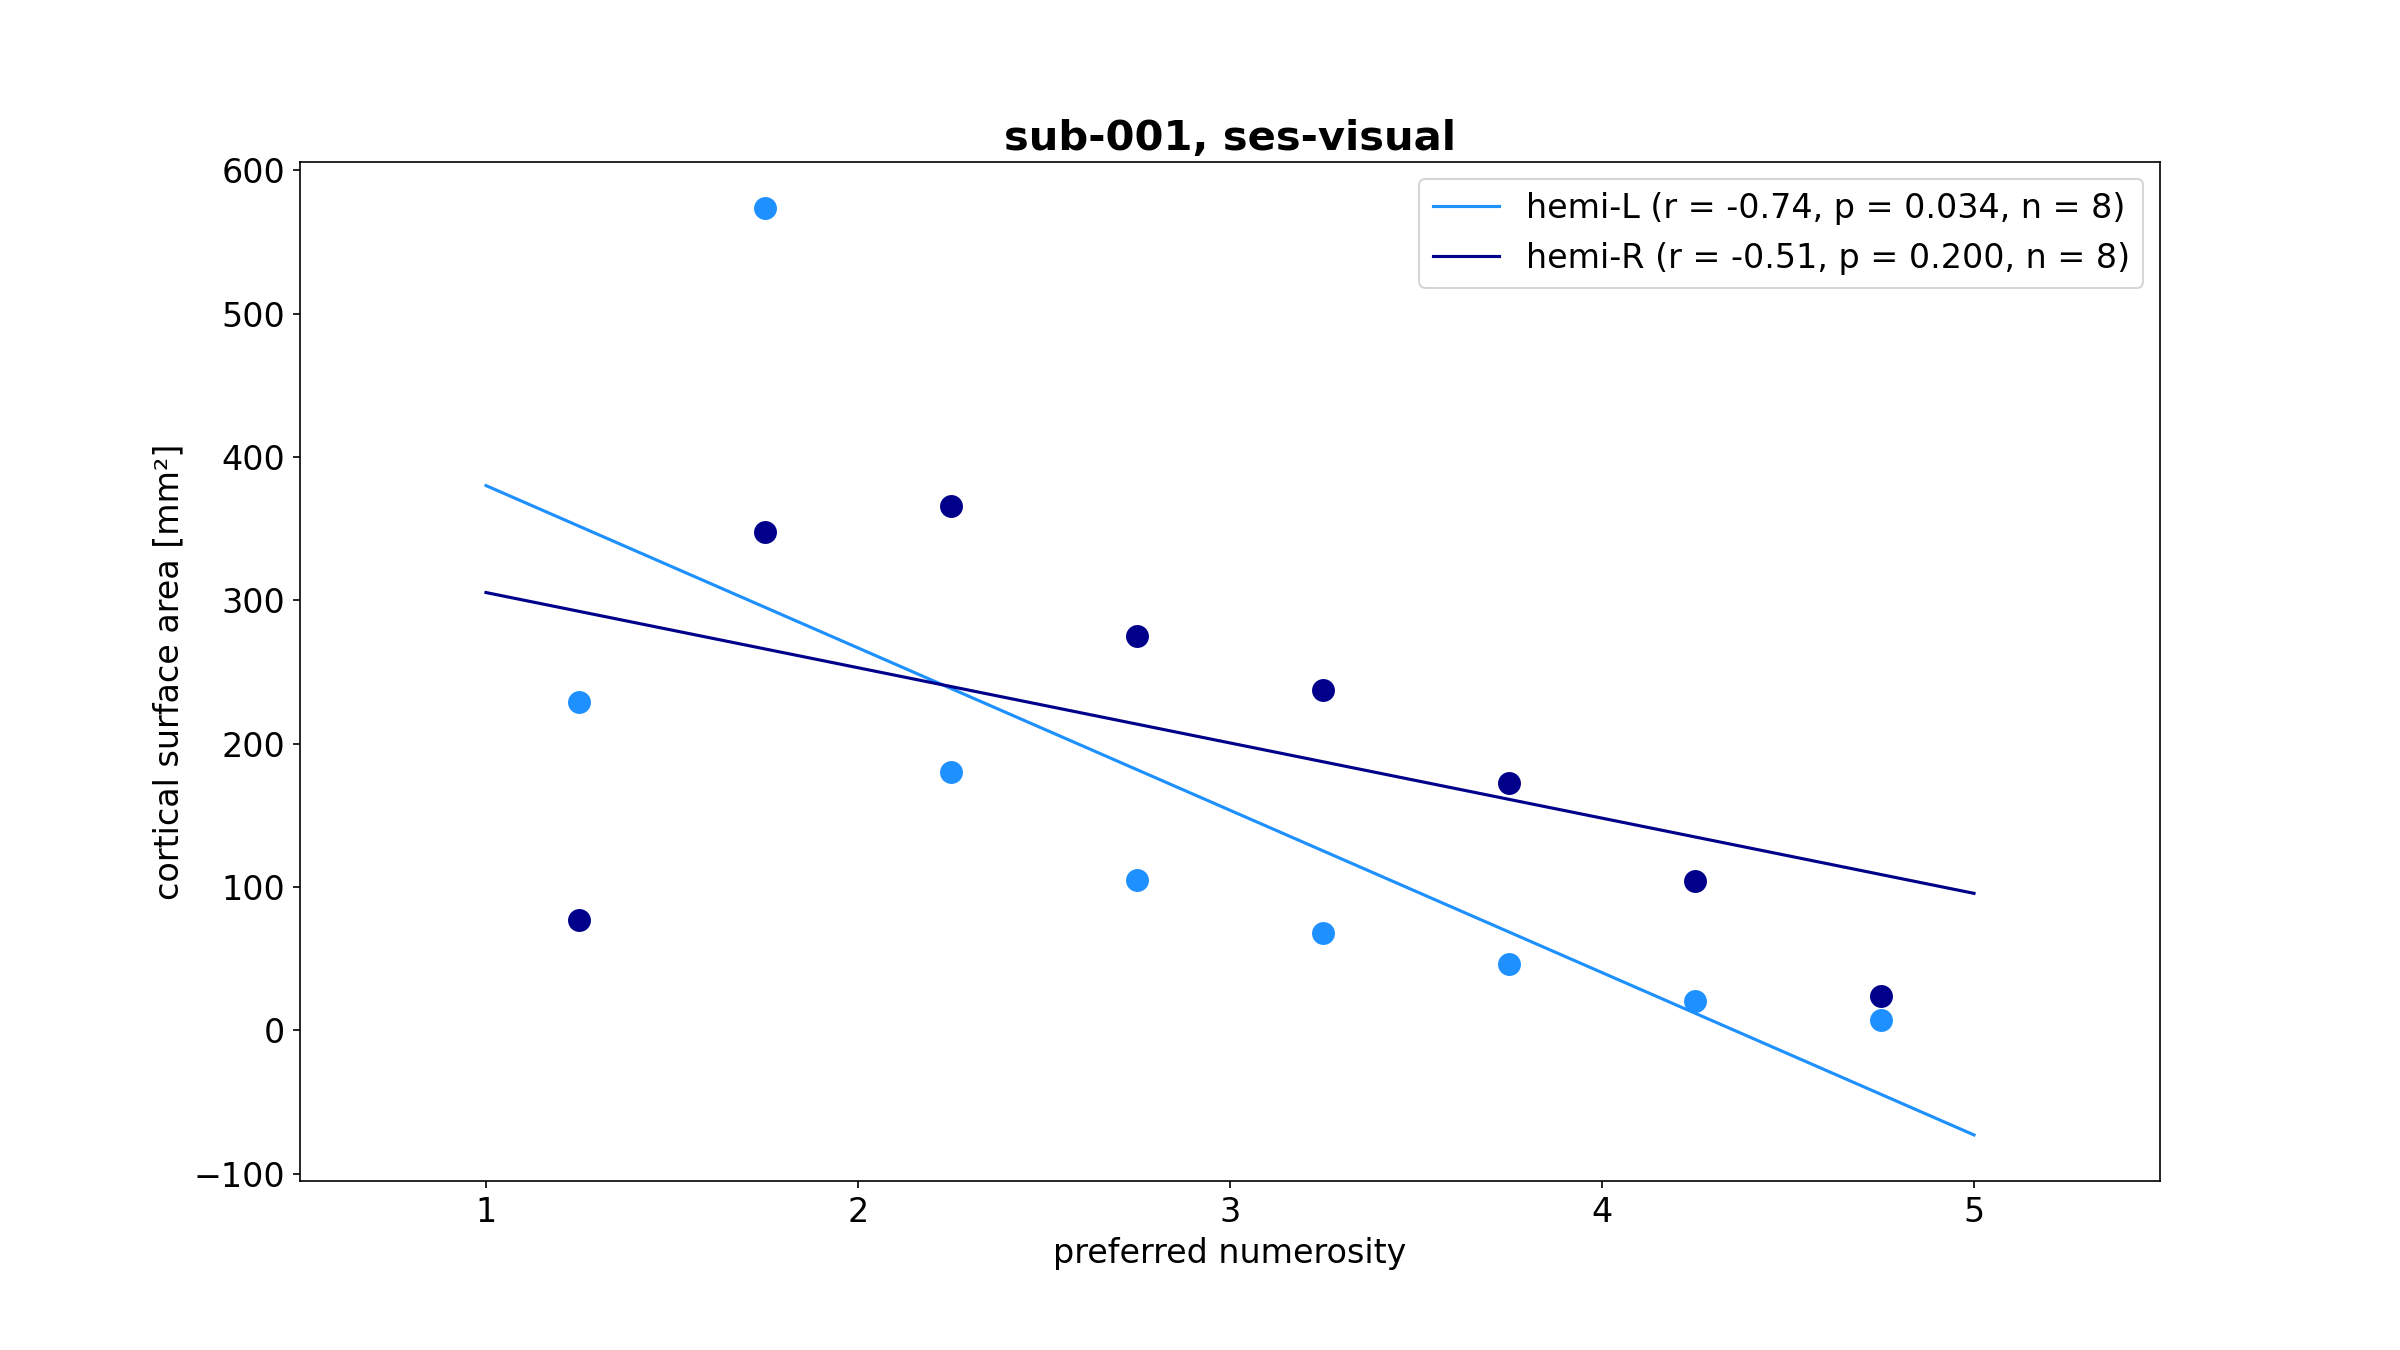 sub-001, ses-visual
600
500
400
300
200
100
0
−100
cortical surface area [mm²]
hemi-L (r = -0.74, p = 0.034, n = 8)
hemi-R (r = -0.51, p = 0.200, n = 8)
1 2 3 4 5
preferred numerosity